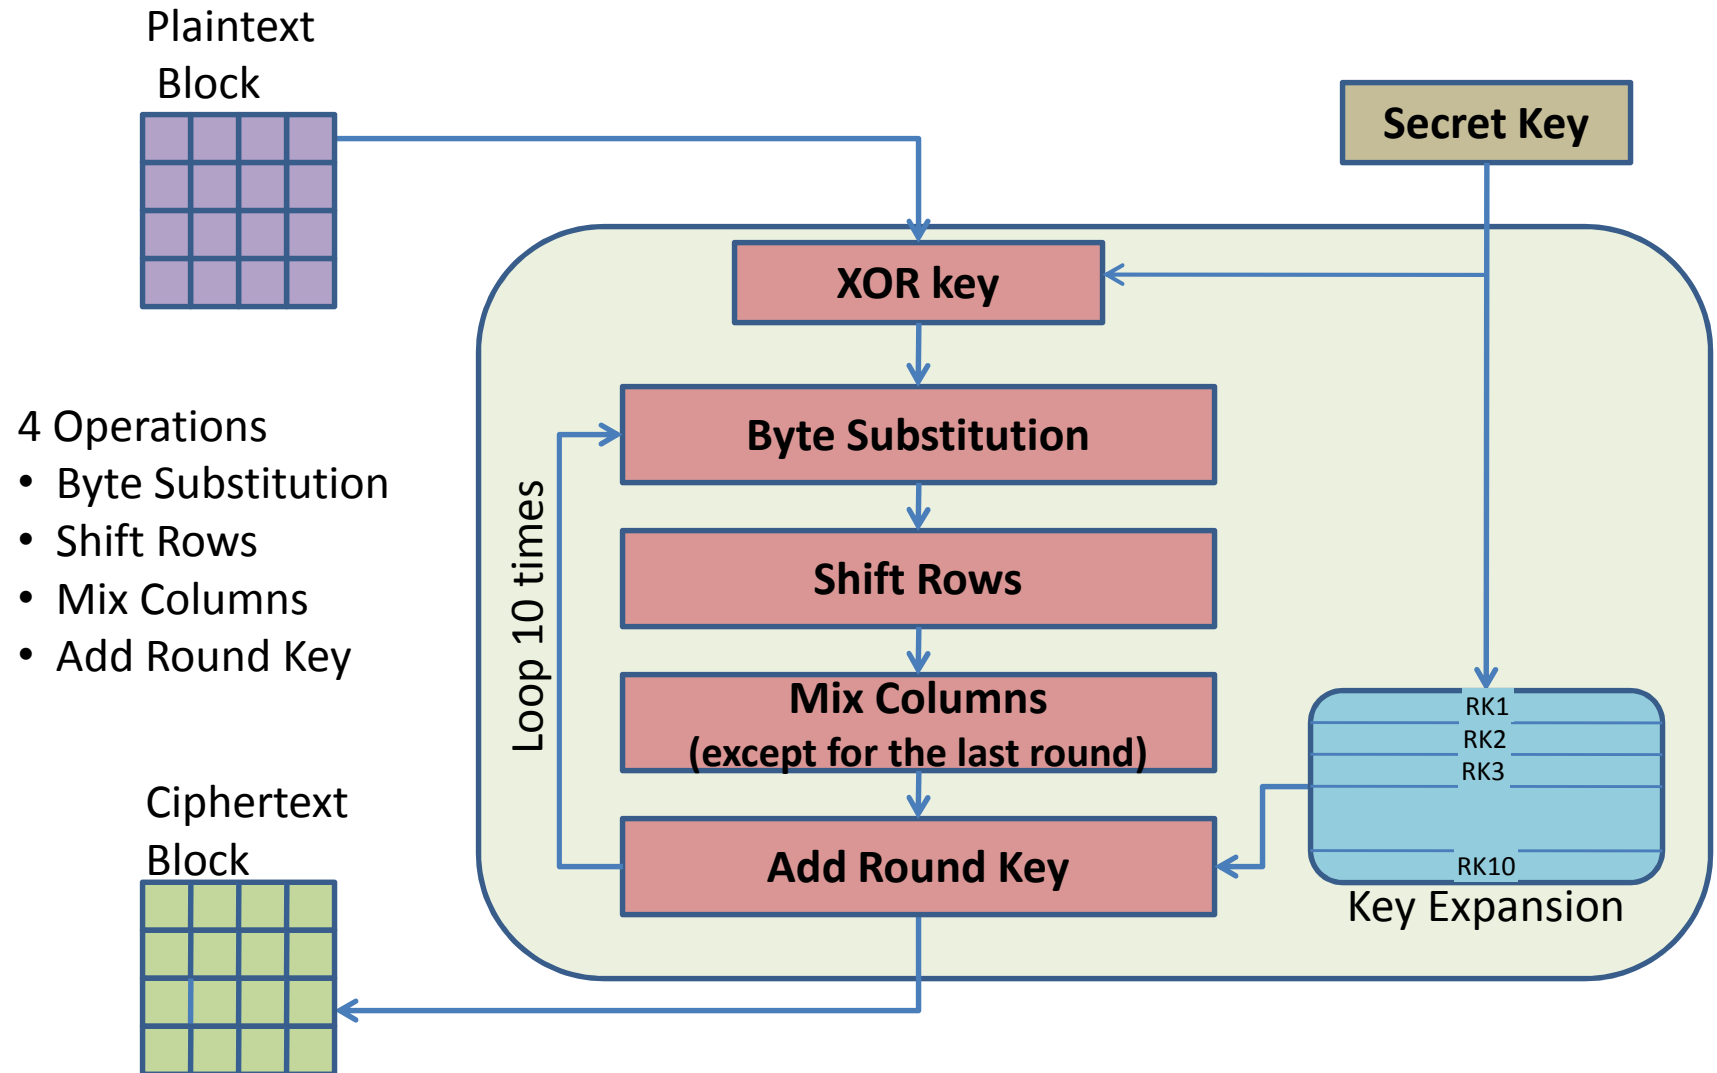 Plaintext
Block
Secret Key
XOR key
4 Operations
• Byte Substitution
• Shift Rows
• Mix Columns
• Add Round Key
Loop 10 times
Byte Substitution
Shift Rows
Mix Columns
(except for the last round)
Add Round Key
RK1
RK2
RK3
RK10
Key Expansion
Ciphertext
Block